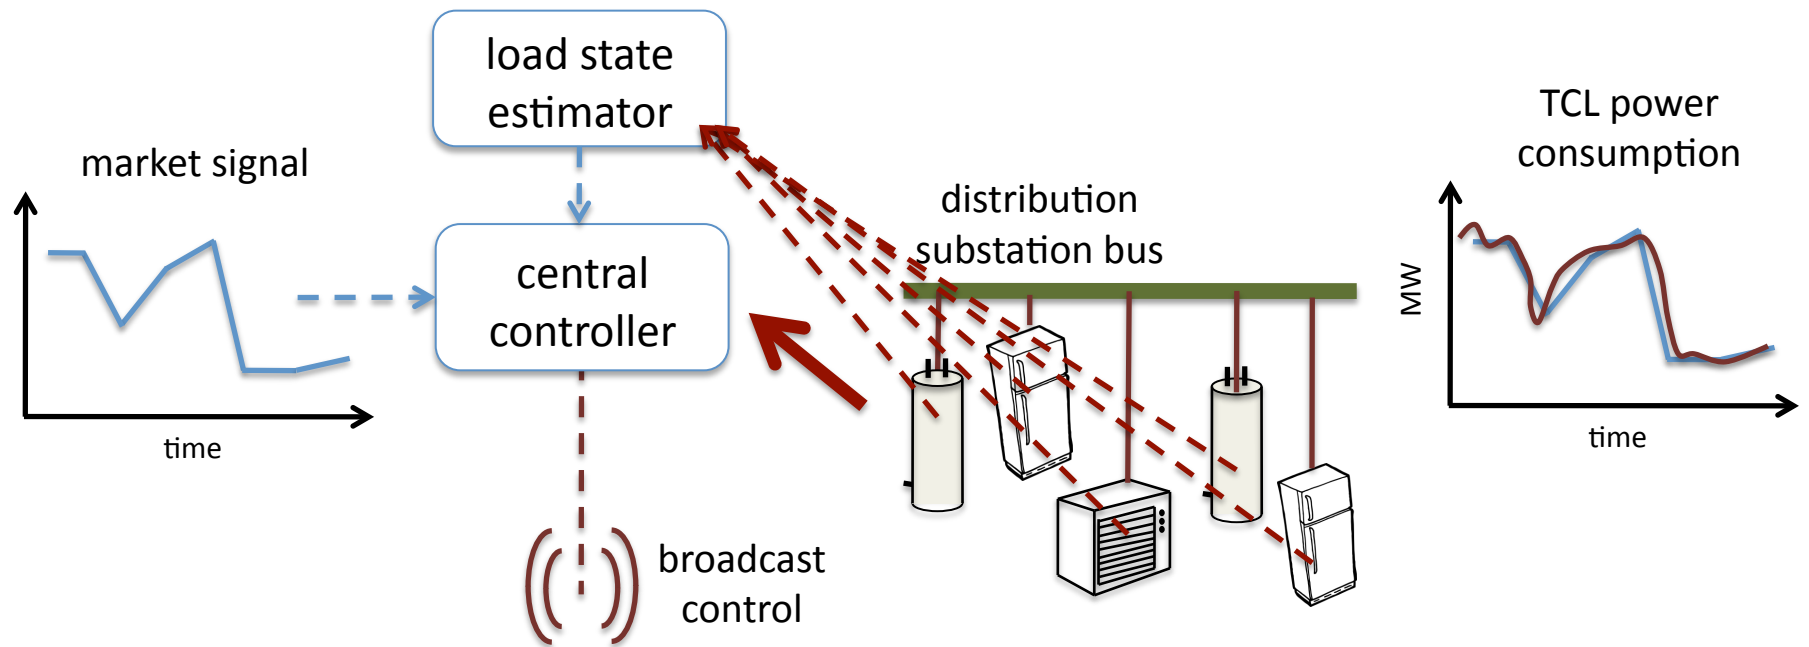 load state
estimator
market signal
time
central
controller
broadcast
control
distribution
substation bus
TCL power
consumption
MW
time